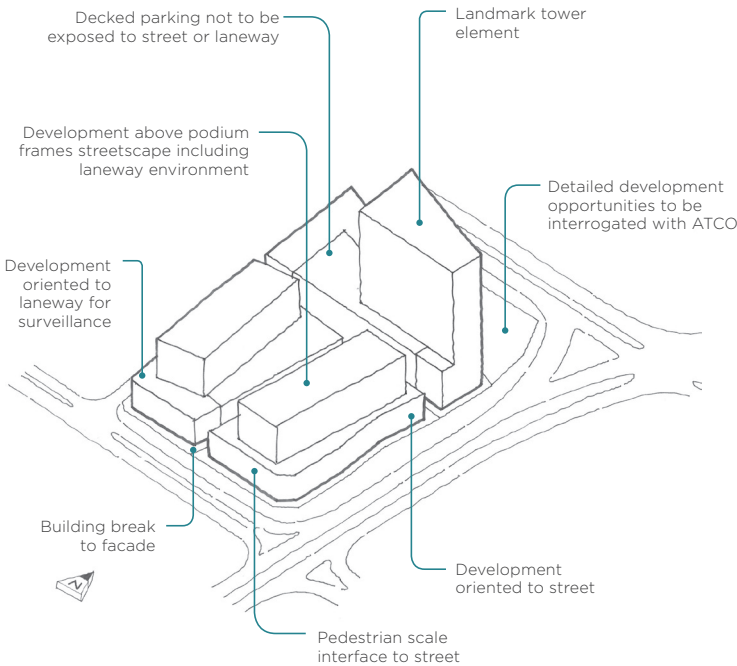 Decked parking not to be
exposed to street or laneway
Landmark tower
element
Development above podium
frames streetscape including
laneway environment
Detailed development
opportunities to be
interrogated with ATCO
Development
oriented to
laneway for
surveillance
Building break
to facade
N
Development
oriented to street
Pedestrian scale
interface to street